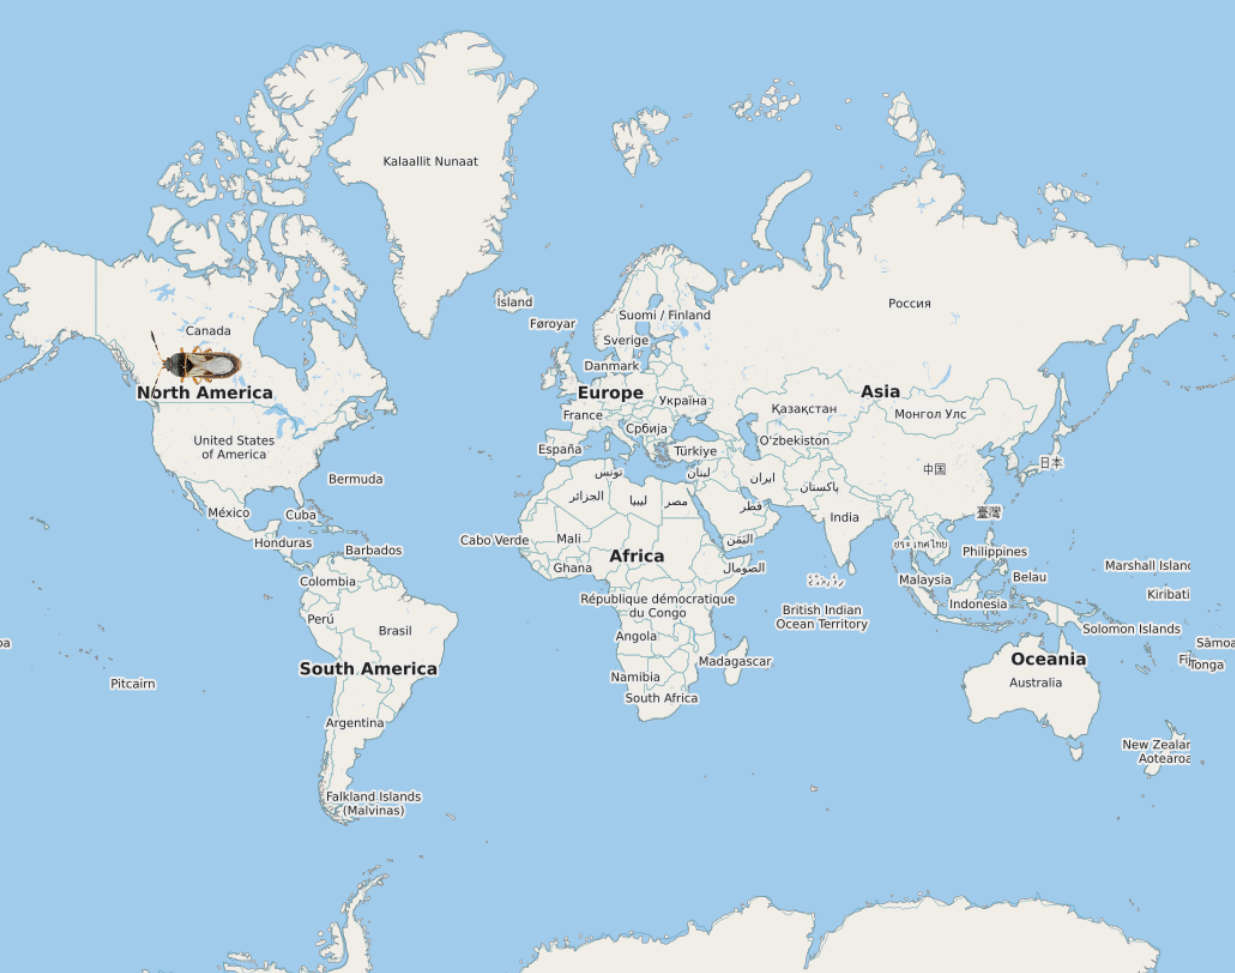 Kalaallit Nunaat
Ísland
Россия
Føroyar
Suomi / Finland
Canada
Sverige
Danmark
North America
Europe
Asia
Україна
Қазақстан
Монгол Улс
France
Србија
United States
of America
España
Türkiye
O'zbekiston
日本
中国
تونس
لبنان
ایران
پاکستان
Bermuda
الجزائر
ليبيا
مصر
قطر
México
Cuba
India
臺灣
Honduras
Barbados
Cabo Verde
Mali
Africa
اليَمَن
ประเทศไทย
Philippines
Colombia
Ghana
الصومال
Malaysia
Belau
Marshall Islan
République démocratique
du Congo
British Indian
Ocean Territory
Indonesia
Kiribati
Perú
Brasil
Angola
Solomon Islands
Sāmoa
South America
Madagascar
Oceania
Fij
Tonga
Pitcairn
Namibia
Australia
South Africa
Argentina
New Zealan
Aotearoa
Falkland Islands
(Malvinas)